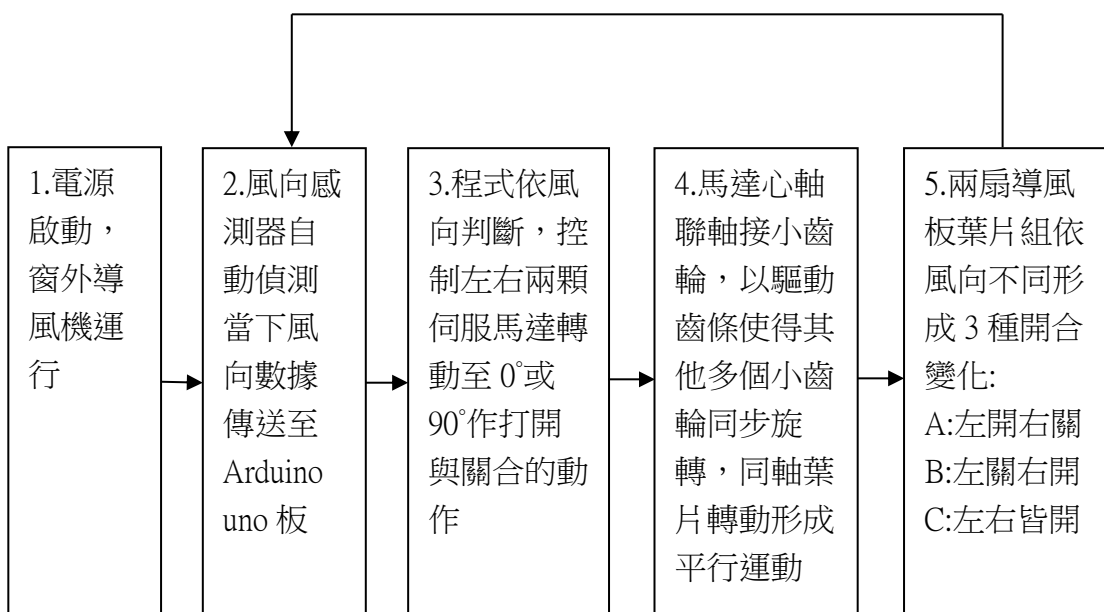 1.電源
啟動，
窗外導
風機運
行
2.風向感
測器自
動偵測
當下風
向數據
傳送至
Arduino
uno 板
3.程式依風
向判斷，控
制左右兩顆
伺服馬達轉
動至 0°或
90°作打開
與關合的動
作
4.馬達心軸
聯軸接小齒
輪，以驅動
齒條使得其
他多個小齒
輪同步旋
轉，同軸葉
片轉動形成
平行運動
5.兩扇導風
板葉片組依
風向不同形
成 3 種開合
變化:
A:左開右關
B:左關右開
C:左右皆開